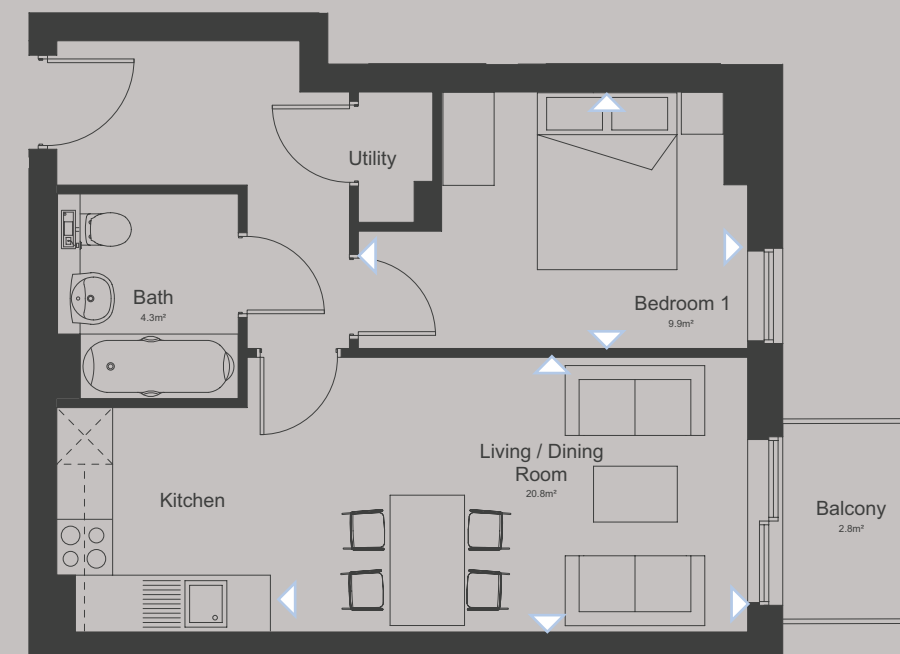 Utility
Bath
4.3m²
Bedroom 1
9.9m²
Living / Dining
Room
20.8m²
Kitchen
Balcony
2.8m²